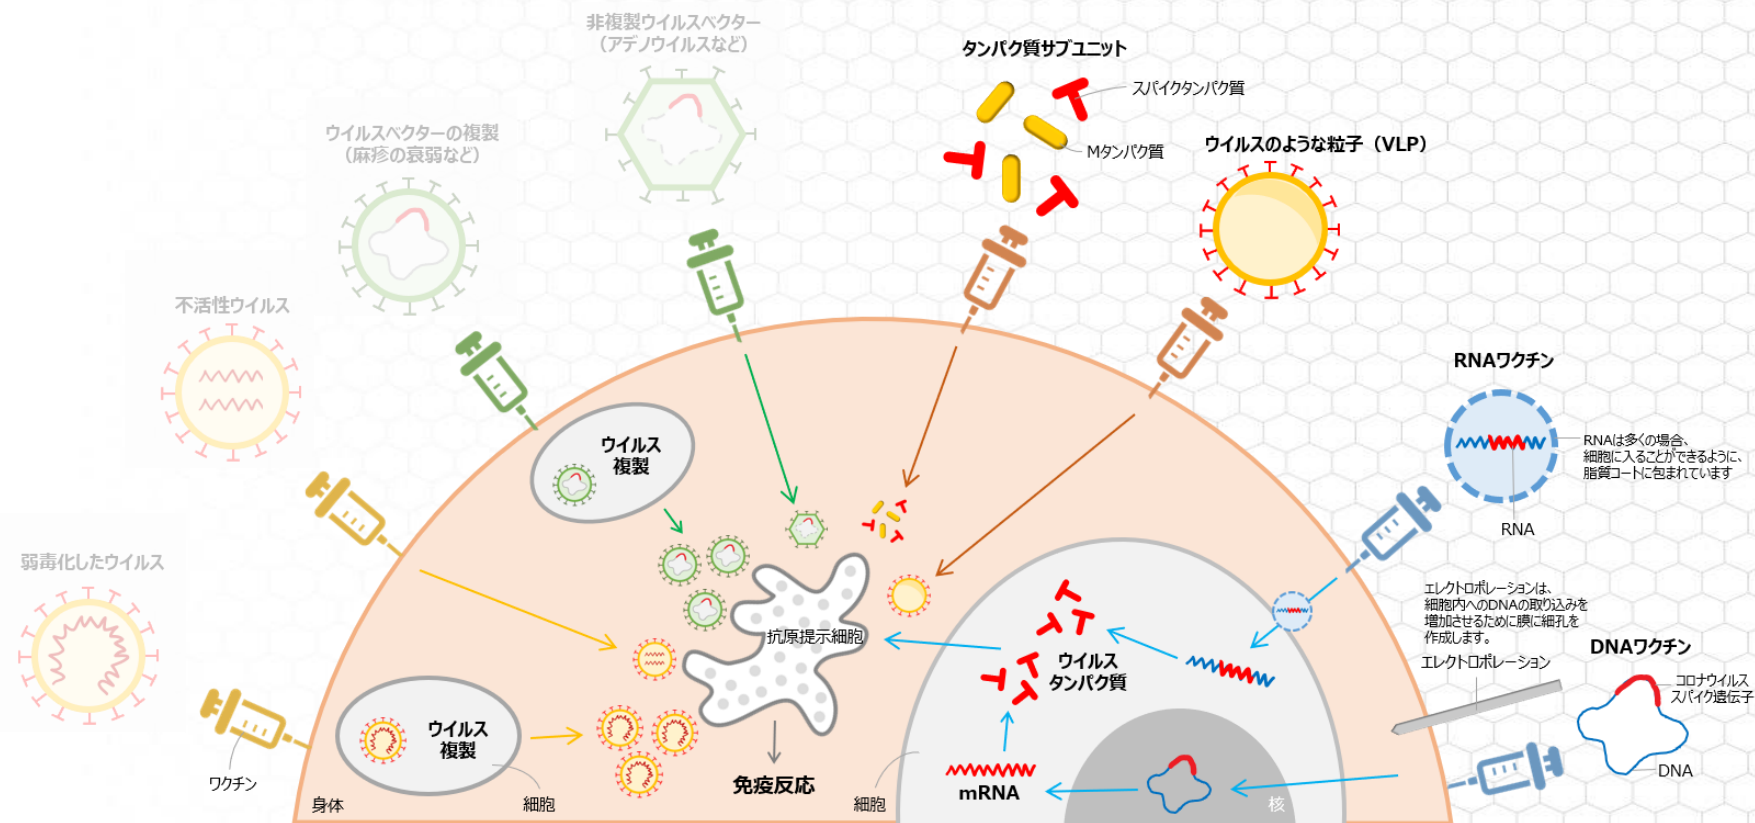 非複製ウイルスベクター
（アデノウイルスなど）
タンパク質サブユニット
スパイクタンパク質
Mタンパク質
ウイルスベクターの複製
（麻疹の衰弱など）
ウイルスのような粒子（VLP）
不活性ウイルス
RNAワクチン
RNAは多くの場合、
細胞に入ることができるように、
脂質コートに包まれています
RNA
ウイルス
複製
弱毒化したウイルス
エレクトロポレーションは、
細胞内へのDNAの取り込みを
増加させるために膜に細孔を
作成します。
エレクトロポレーション
DNAワクチン
コロナウイルス
スパイク遺伝子
DNA
抗原提示細胞
ウイルス
タンパク質
ウイルス
複製
ワクチン
身体
細胞
免疫反応
細胞
mRNA
核